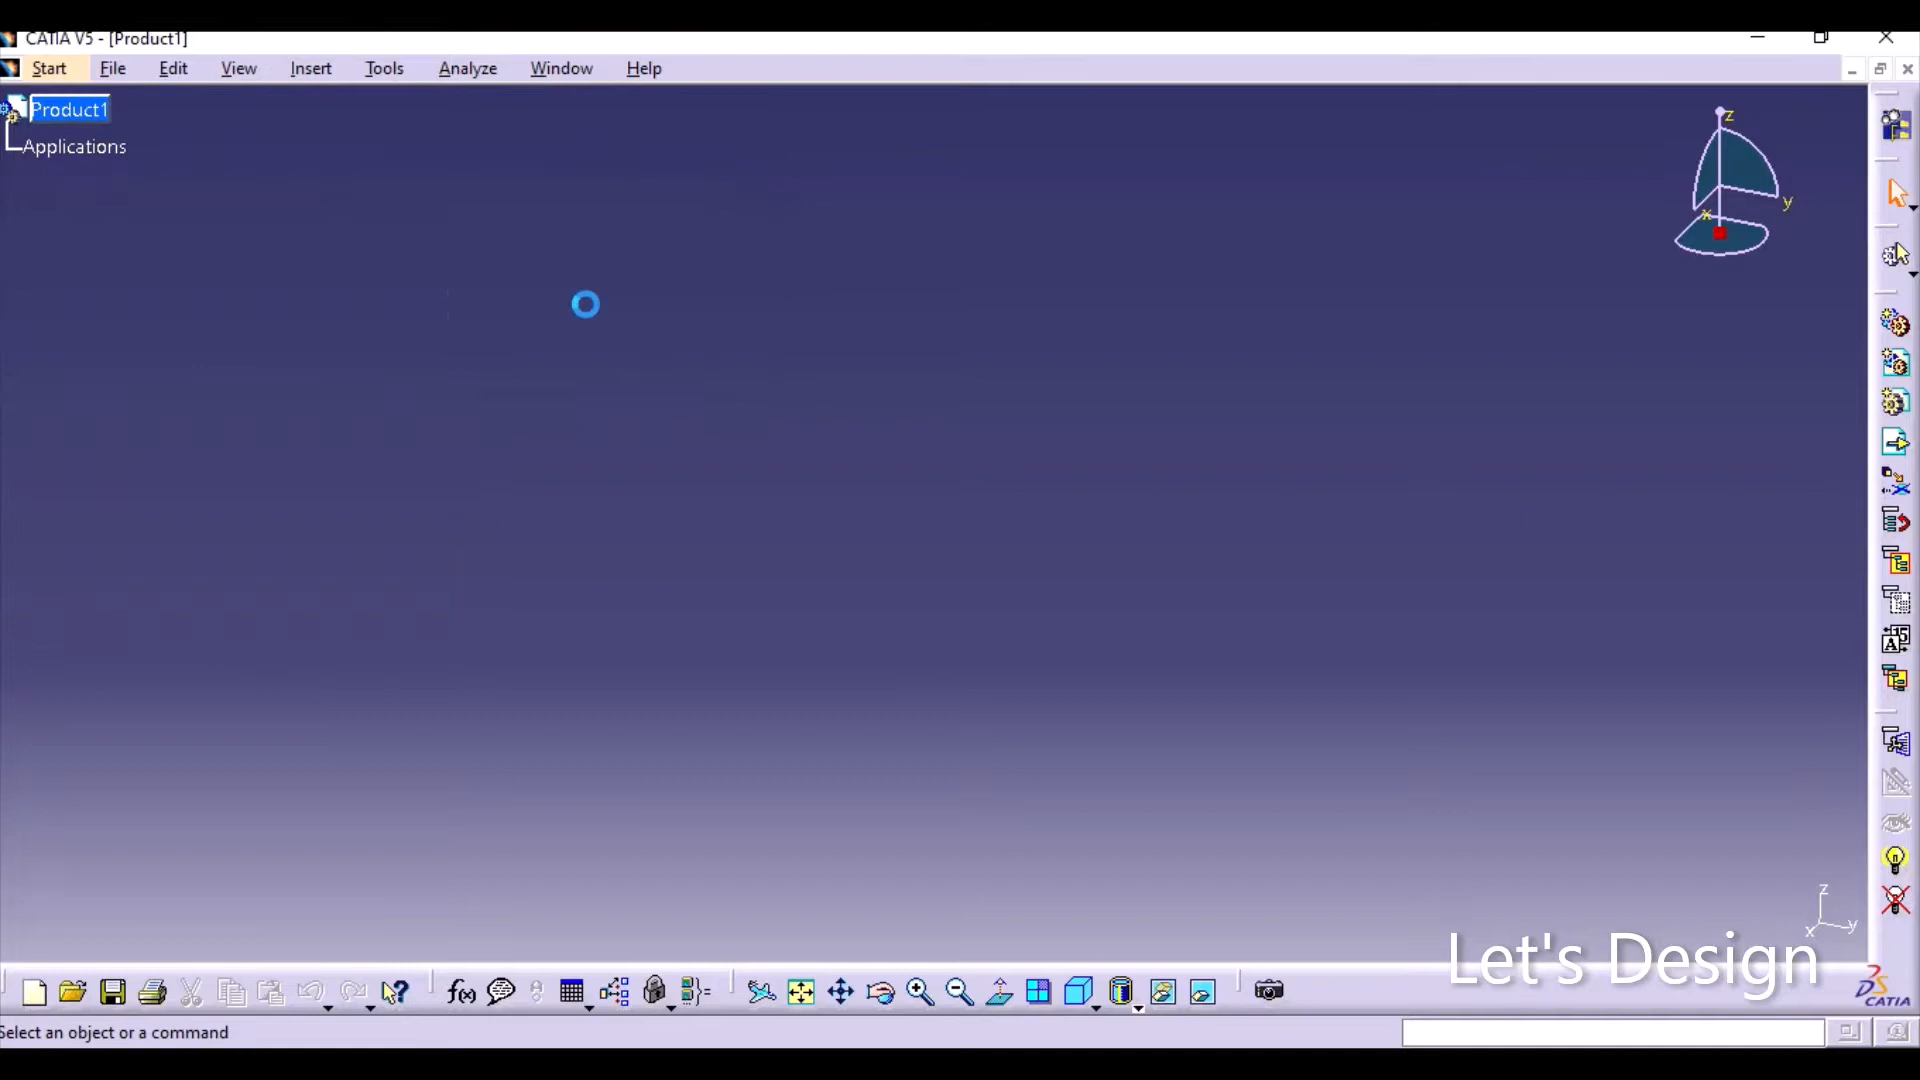 CATIA V5 - [Product1]
Start File Edit View Insert Tools Analyze Window Help
Product1
Applications
z
y
x
z
y
x
Let's Design
CATIA
Select an object or a command